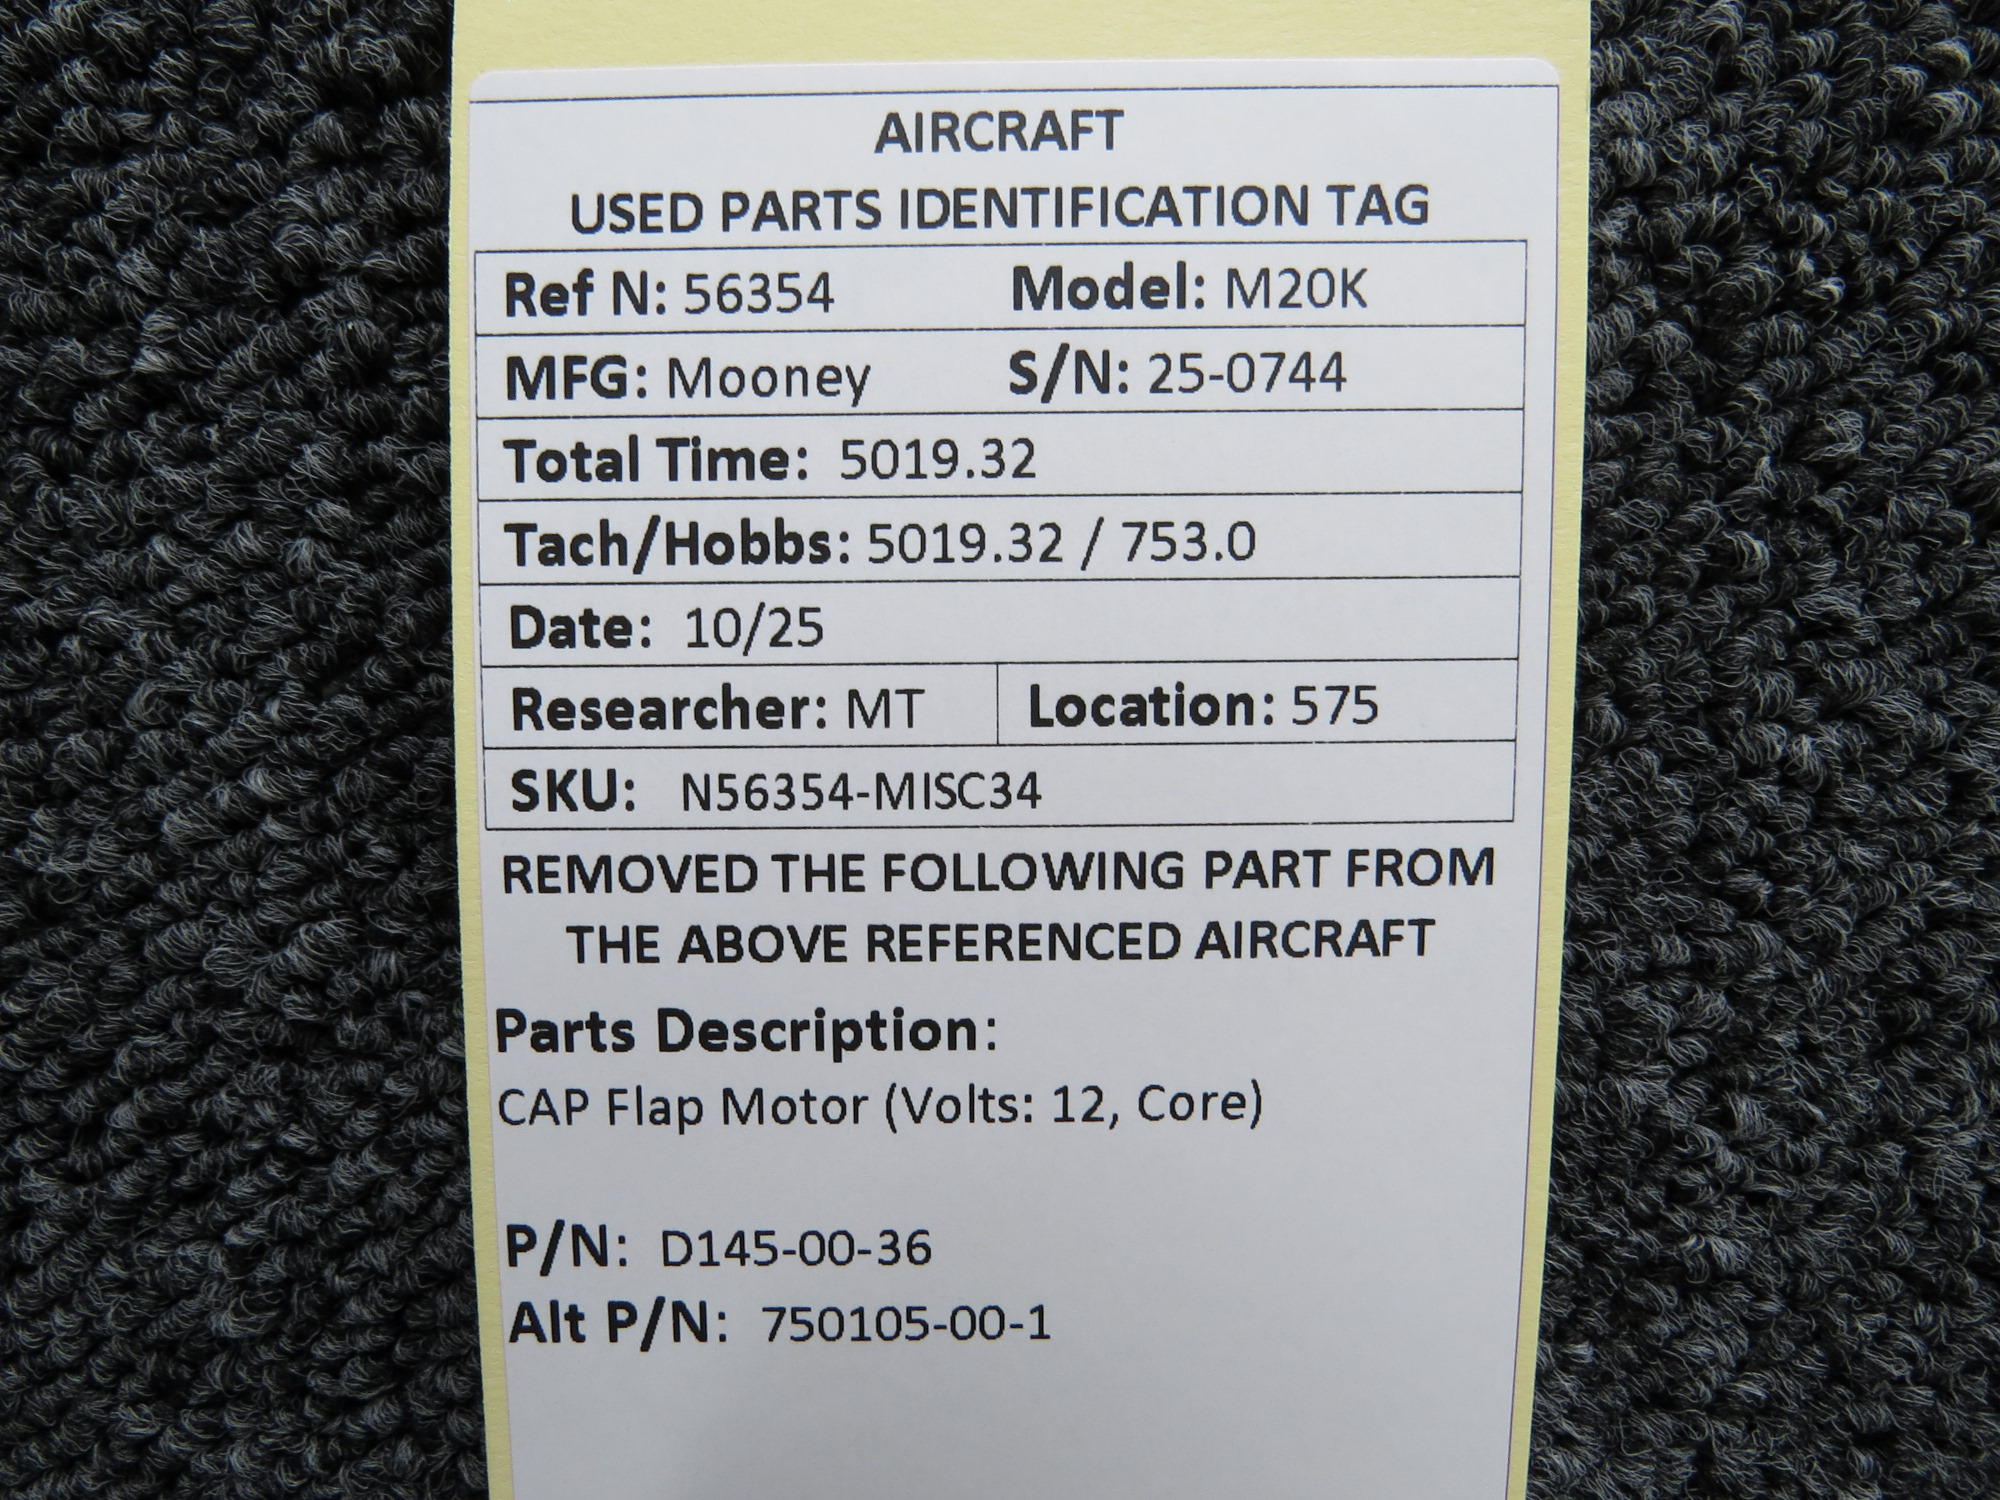 AIRCRAFT
USED PARTS IDENTIFICATION TAG
Ref N: 56354 Model: M20K
MFG: Mooney S/N: 25-0744
Total Time: 5019.32
Tach/Hobbs: 5019.32 / 753.0
Date: 10/25
Researcher: MT Location: 575
SKU: N56354-MISC34
REMOVED THE FOLLOWING PART FROM
THE ABOVE REFERENCED AIRCRAFT
Parts Description:
CAP Flap Motor (Volts: 12, Core)
P/N: D145-00-36
Alt P/N: 750105-00-1